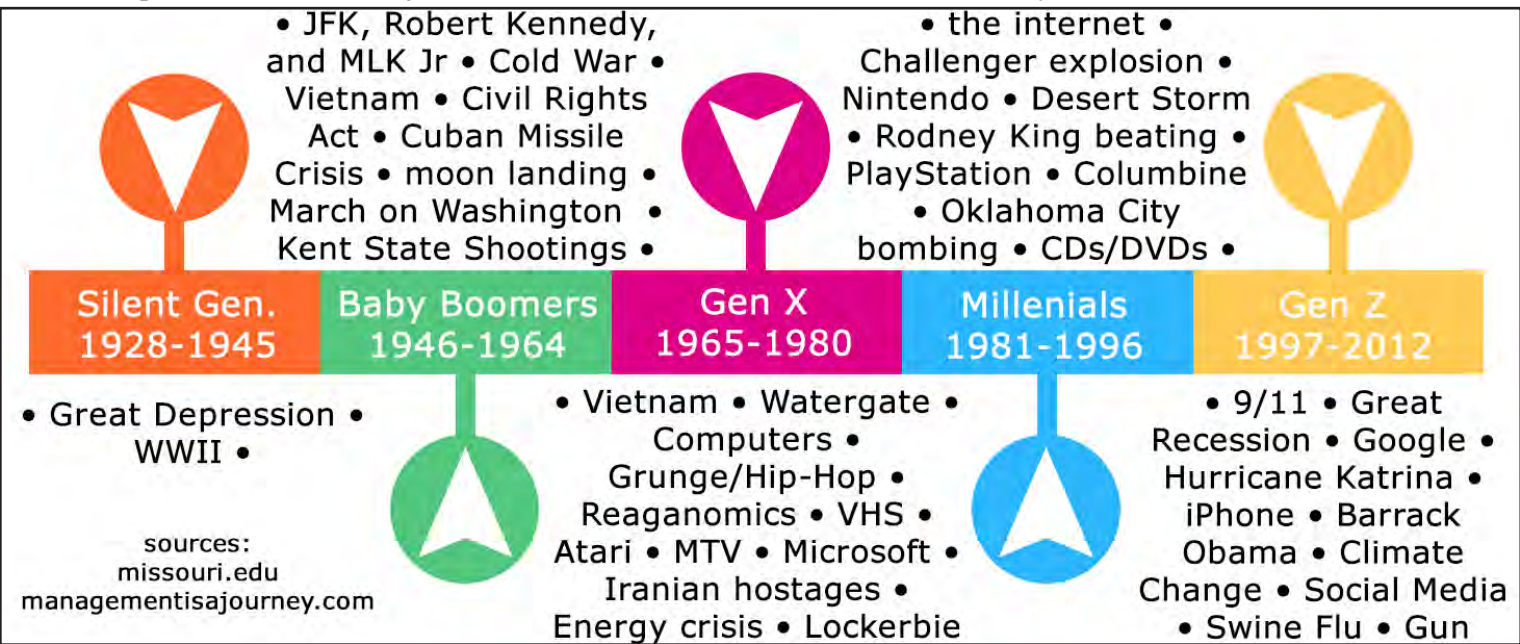 • JFK, Robert Kennedy,
and MLK Jr • Cold War •
Vietnam • Civil Rights
Act • Cuban Missile
Crisis • moon landing •
March on Washington •
Kent State Shootings •
• the internet •
Challenger explosion •
Nintendo • Desert Storm
• Rodney King beating •
PlayStation • Columbine
• Oklahoma City
bombing • CDs/DVDs •
Silent Gen.
1928-1945
Baby Boomers
1946-1964
Gen X
1965-1980
Millenials
1981-1996
Gen Z
1997-2012
• Great Depression •
WWII •
• Vietnam • Watergate •
Computers •
Grunge/Hip-Hop •
Reaganomics • VHS •
Atari • MTV • Microsoft •
Iranian hostages •
Energy crisis • Lockerbie
• 9/11 • Great
Recession • Google •
Hurricane Katrina •
iPhone • Barrack
Obama • Climate
Change • Social Media
• Swine Flu • Gun
sources:
missouri.edu
managementisajourney.com